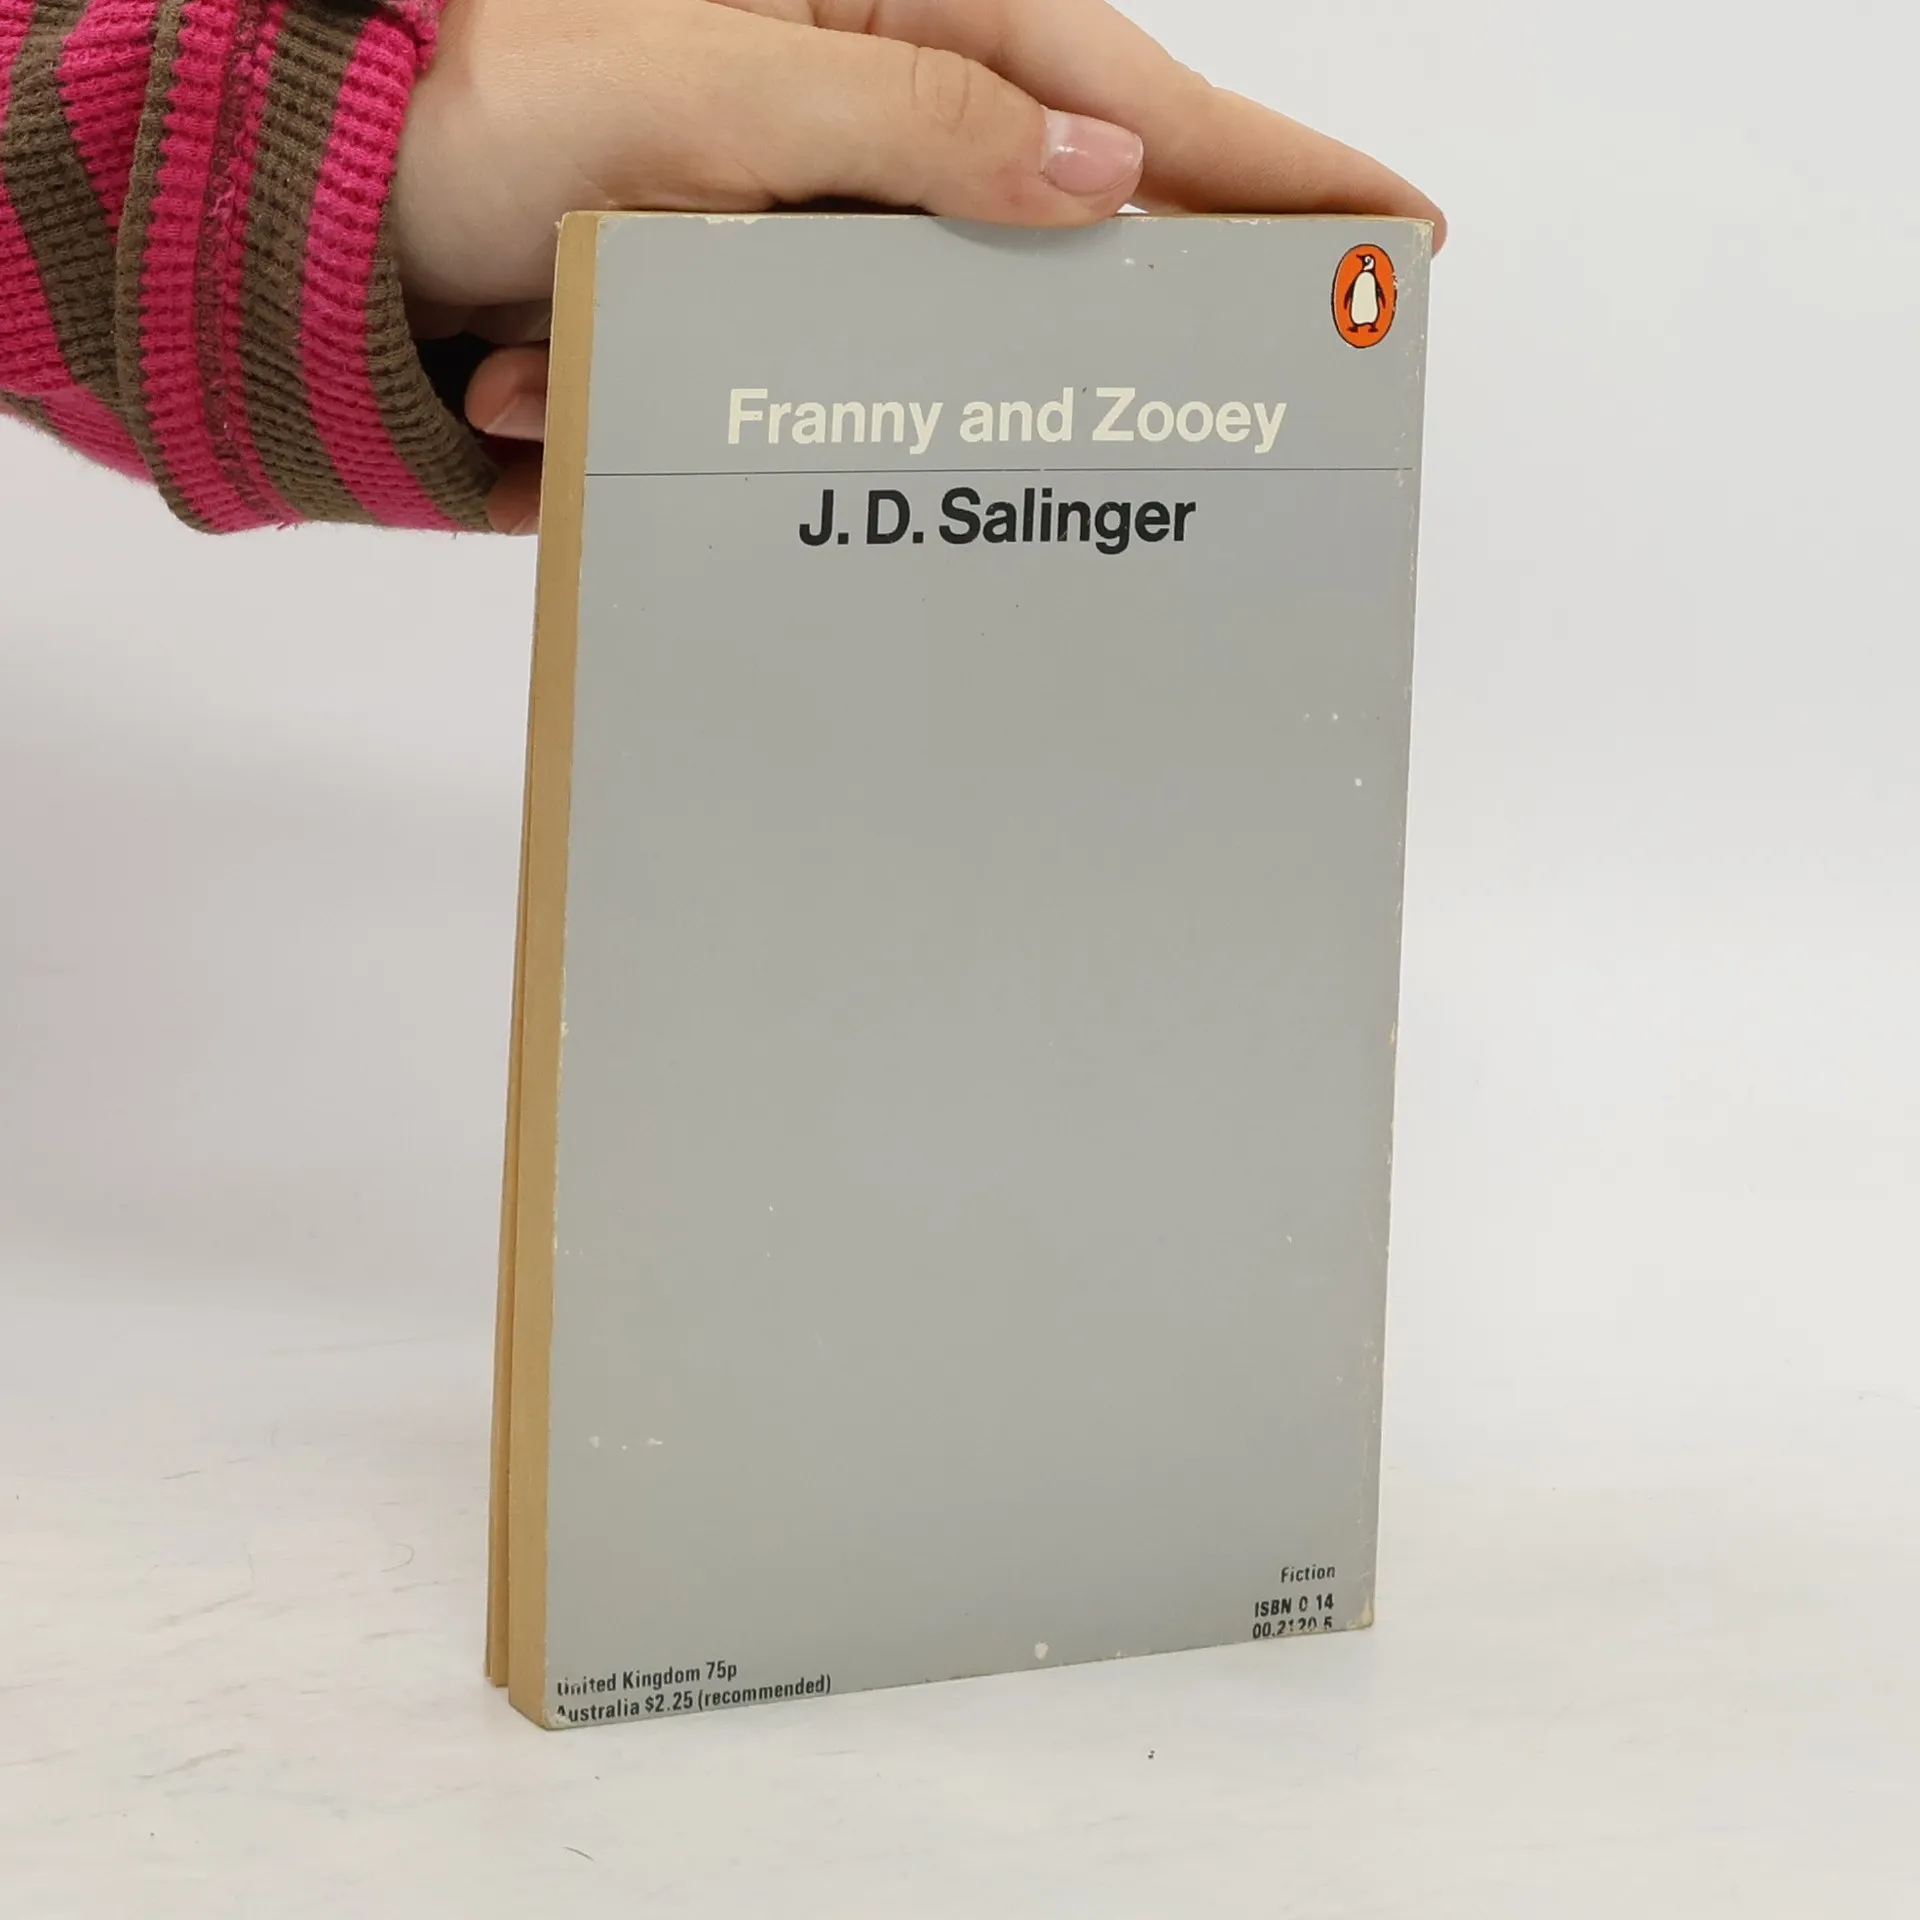 Franny and Zooey
J. D. Salinger
Fiction
ISBN 0 14
00.2120 5
United Kingdom 75p
Australia $2.25 (recommended)